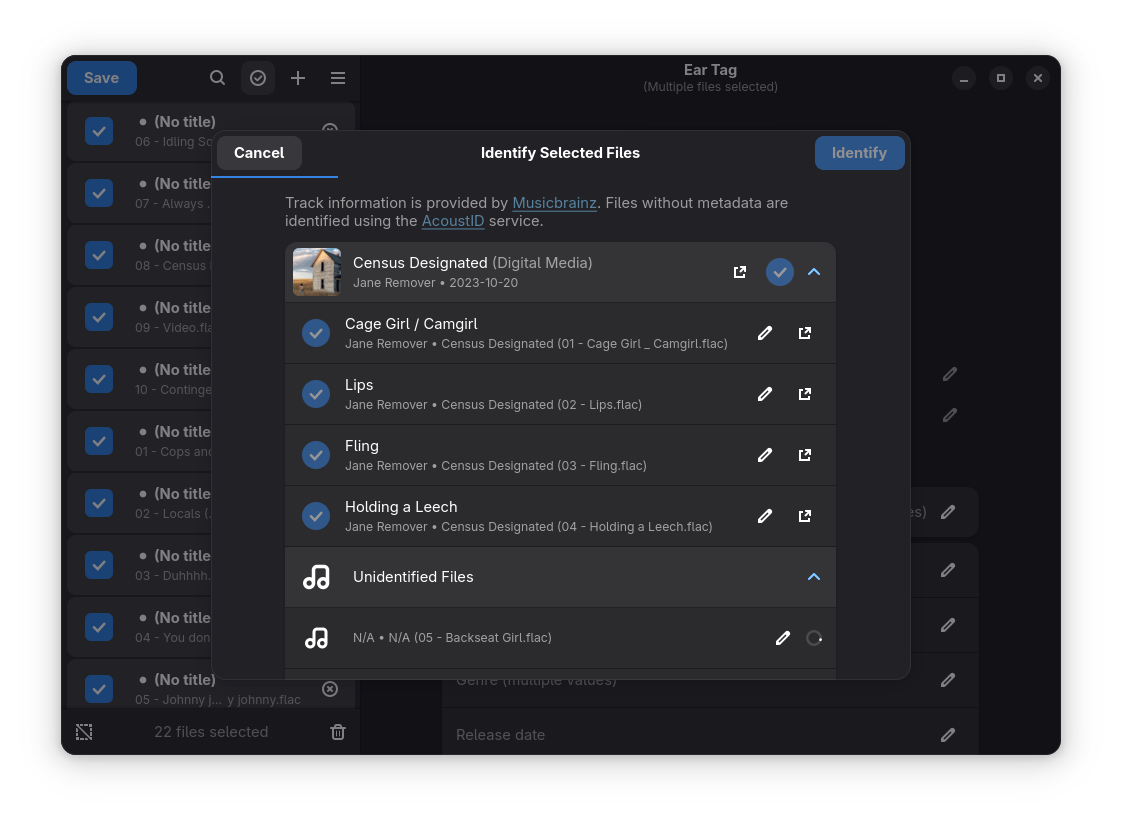 Save
Ear Tag
(Multiple files selected)
(No title)
06 - Idling Sc
(No title
07 - Always .
(No title
08 - Census
(No title
09 - Video.fla
(No title
10 - Continge
(No title
01 - Cops and
(No title
02 - Locals (.
(No title
03 - Duhhhh.
(No title
04 - You don
(No title)
05 - Johnny j... y johnny.flac
22 files selected
Cancel
Identify Selected Files
Identify
Track information is provided by Musicbrainz. Files without metadata are
identified using the AcoustID service.
Census Designated (Digital Media)
Jane Remover • 2023-10-20
Cage Girl / Camgirl
Jane Remover • Census Designated (01 - Cage Girl _ Camgirl.flac)
Lips
Jane Remover • Census Designated (02 - Lips.flac)
Fling
Jane Remover • Census Designated (03 - Fling.flac)
Holding a Leech
Jane Remover • Census Designated (04 - Holding a Leech.flac)
Unidentified Files
N/A • N/A (05 - Backseat Girl.flac)
es)
Genre (multiple values)
Release date